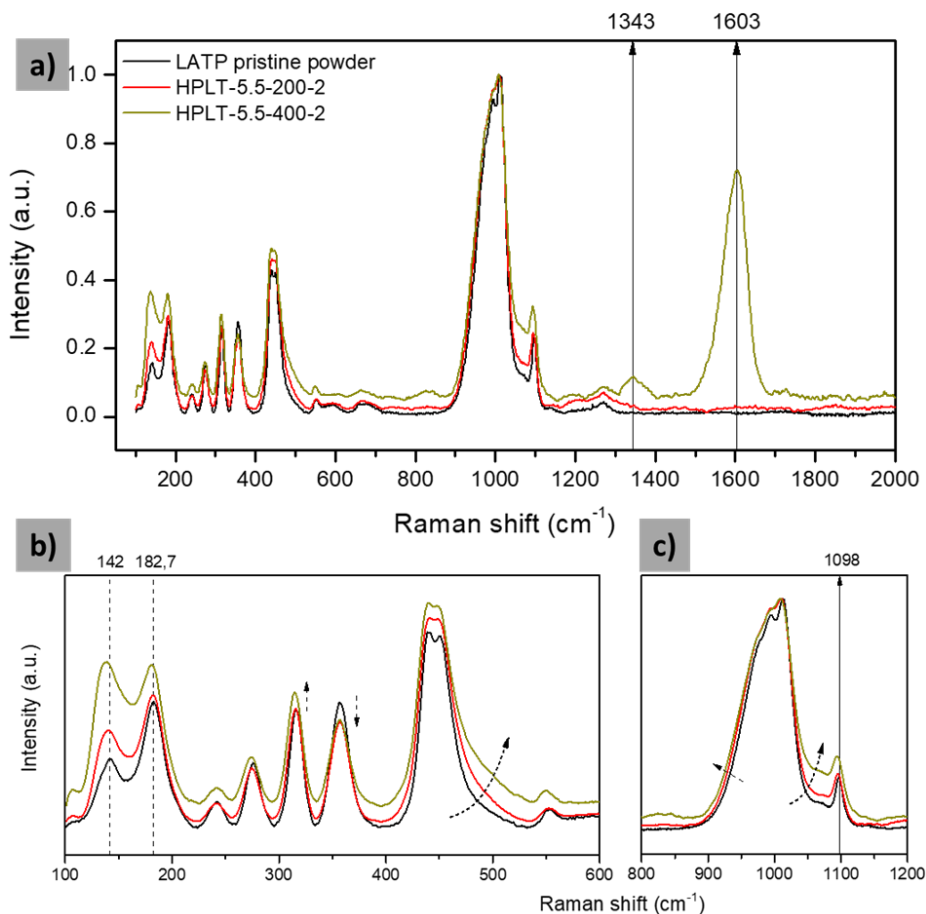 1343 1603
a)
LATP pristine powder
HPLT-5.5-200-2
HPLT-5.5-400-2
1.0
0.8
0.6
0.4
0.2
0.0
Intensity (a.u.)
200 400 600 800 1000 1200 1400 1600 1800 2000
Raman shift (cm⁻¹)
b)
142 182,7
Intensity (a.u.)
100 200 300 400 500 600
Raman shift (cm⁻¹)
c)
1098
Intensity (a.u.)
800 900 1000 1100 1200
Raman shift (cm⁻¹)